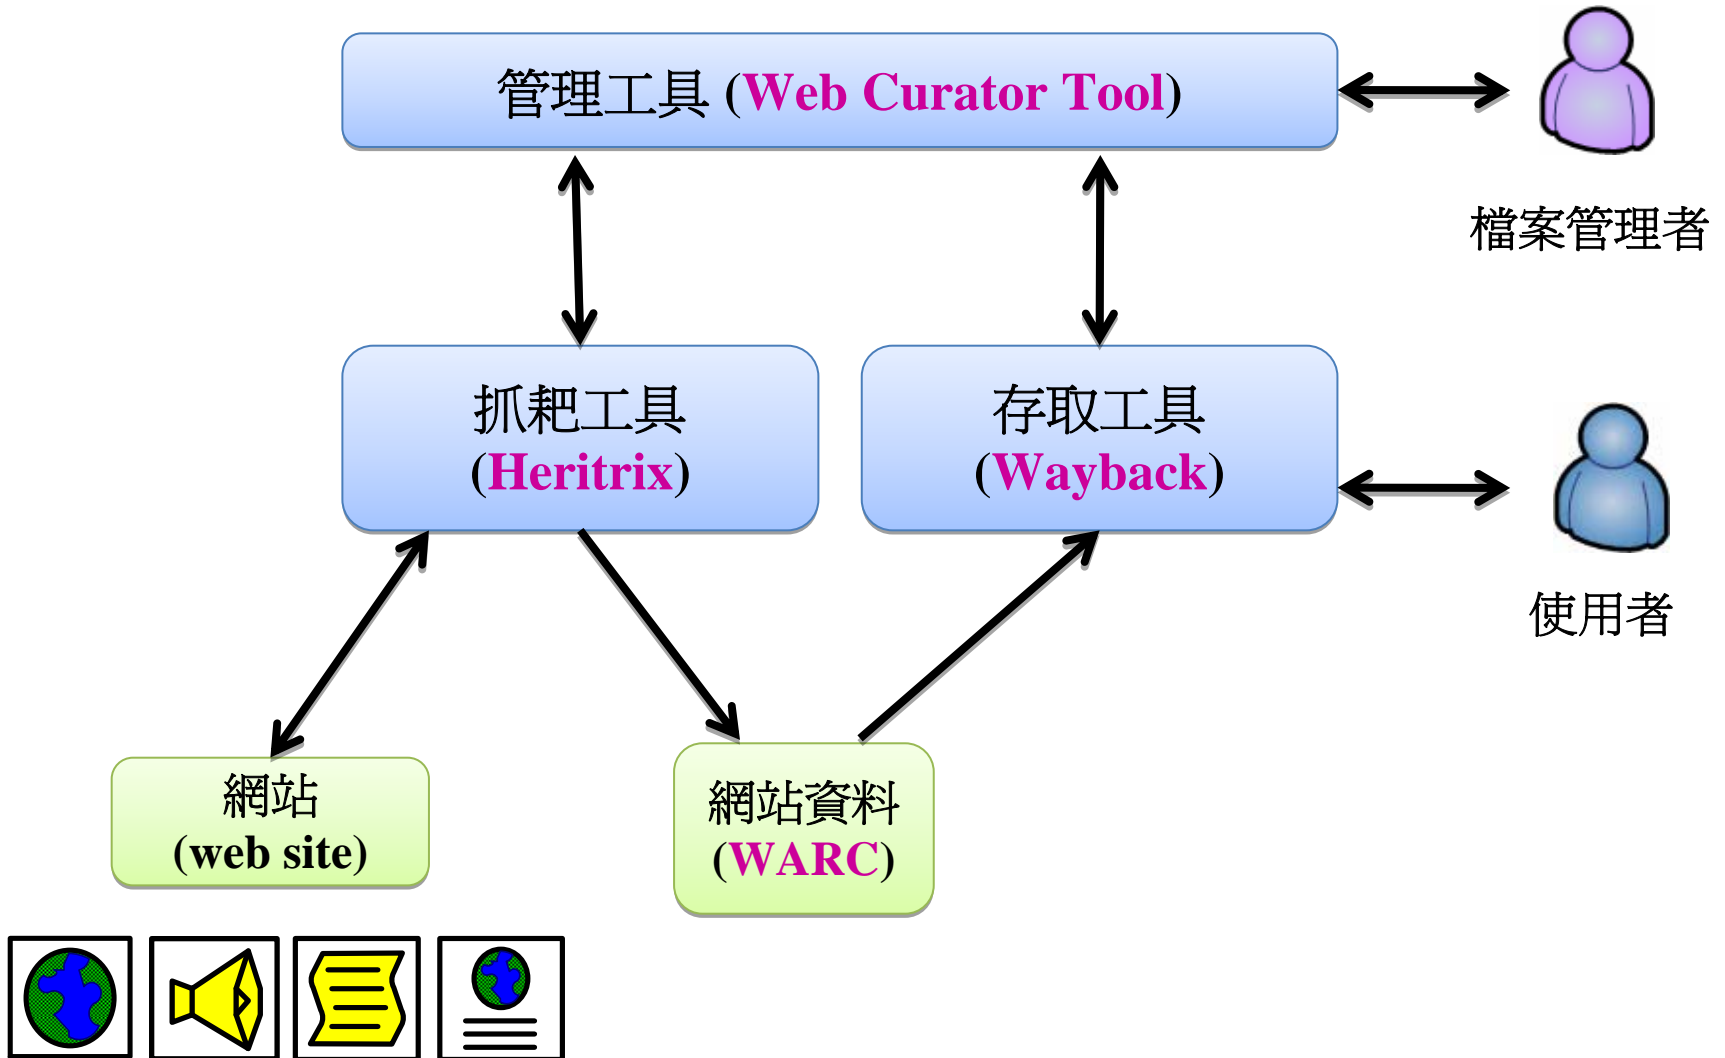 管理工具 (Web Curator Tool)
檔案管理者
抓耙工具
(Heritrix)
存取工具
(Wayback)
使用者
網站
(web site)
網站資料
(WARC)